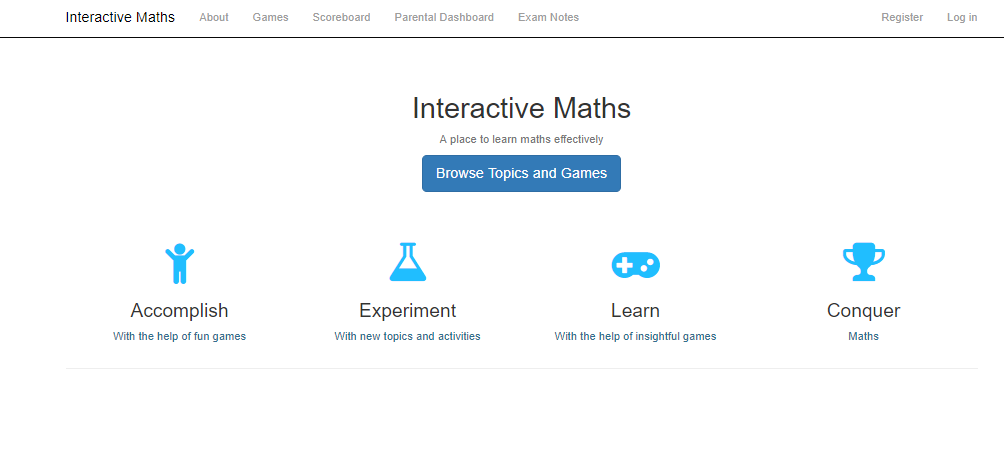 Interactive Maths About Games Scoreboard Parental Dashboard Exam Notes Register Log in
Interactive Maths
A place to learn maths effectively
Browse Topics and Games
Accomplish Experiment Learn Conquer
With the help of fun games With new topics and activities With the help of insightful games Maths